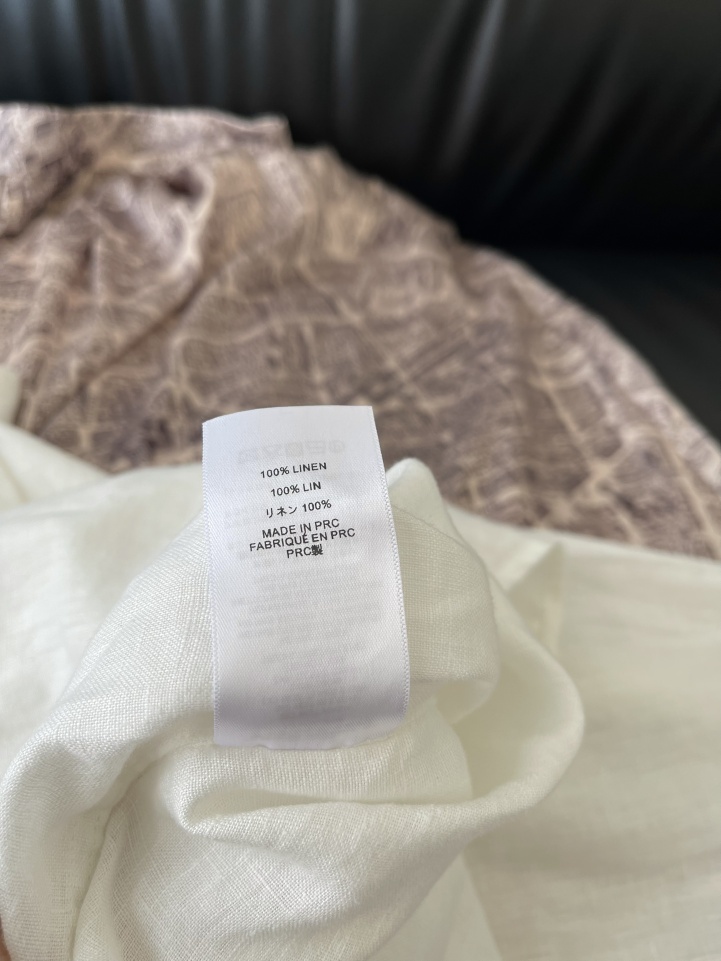 100% LINEN
100% LIN
リネン 100%
MADE IN PRC
FABRIQUÉ EN PRC
PRC製